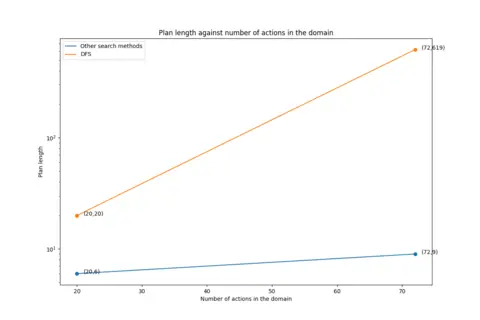 Plan length against number of actions in the domain
Other search methods
DFS
(72,619)
10²
Plan length
(20,20)
10¹
(20,6)
(72,9)
20 30 40 50 60 70
Number of actions in the domain